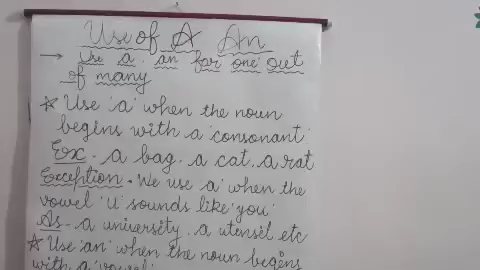 Use of A An
→ Use a. an for one out
of many
* Use 'a' when the noun
begins with a 'consonant'
Ex. a bag. a cat. a rat
Exception - We use 'a' when the
vowel 'u' sounds like 'you'
As. a university. a utensil etc
* Use 'an' when the noun begins
with a 'vowel'